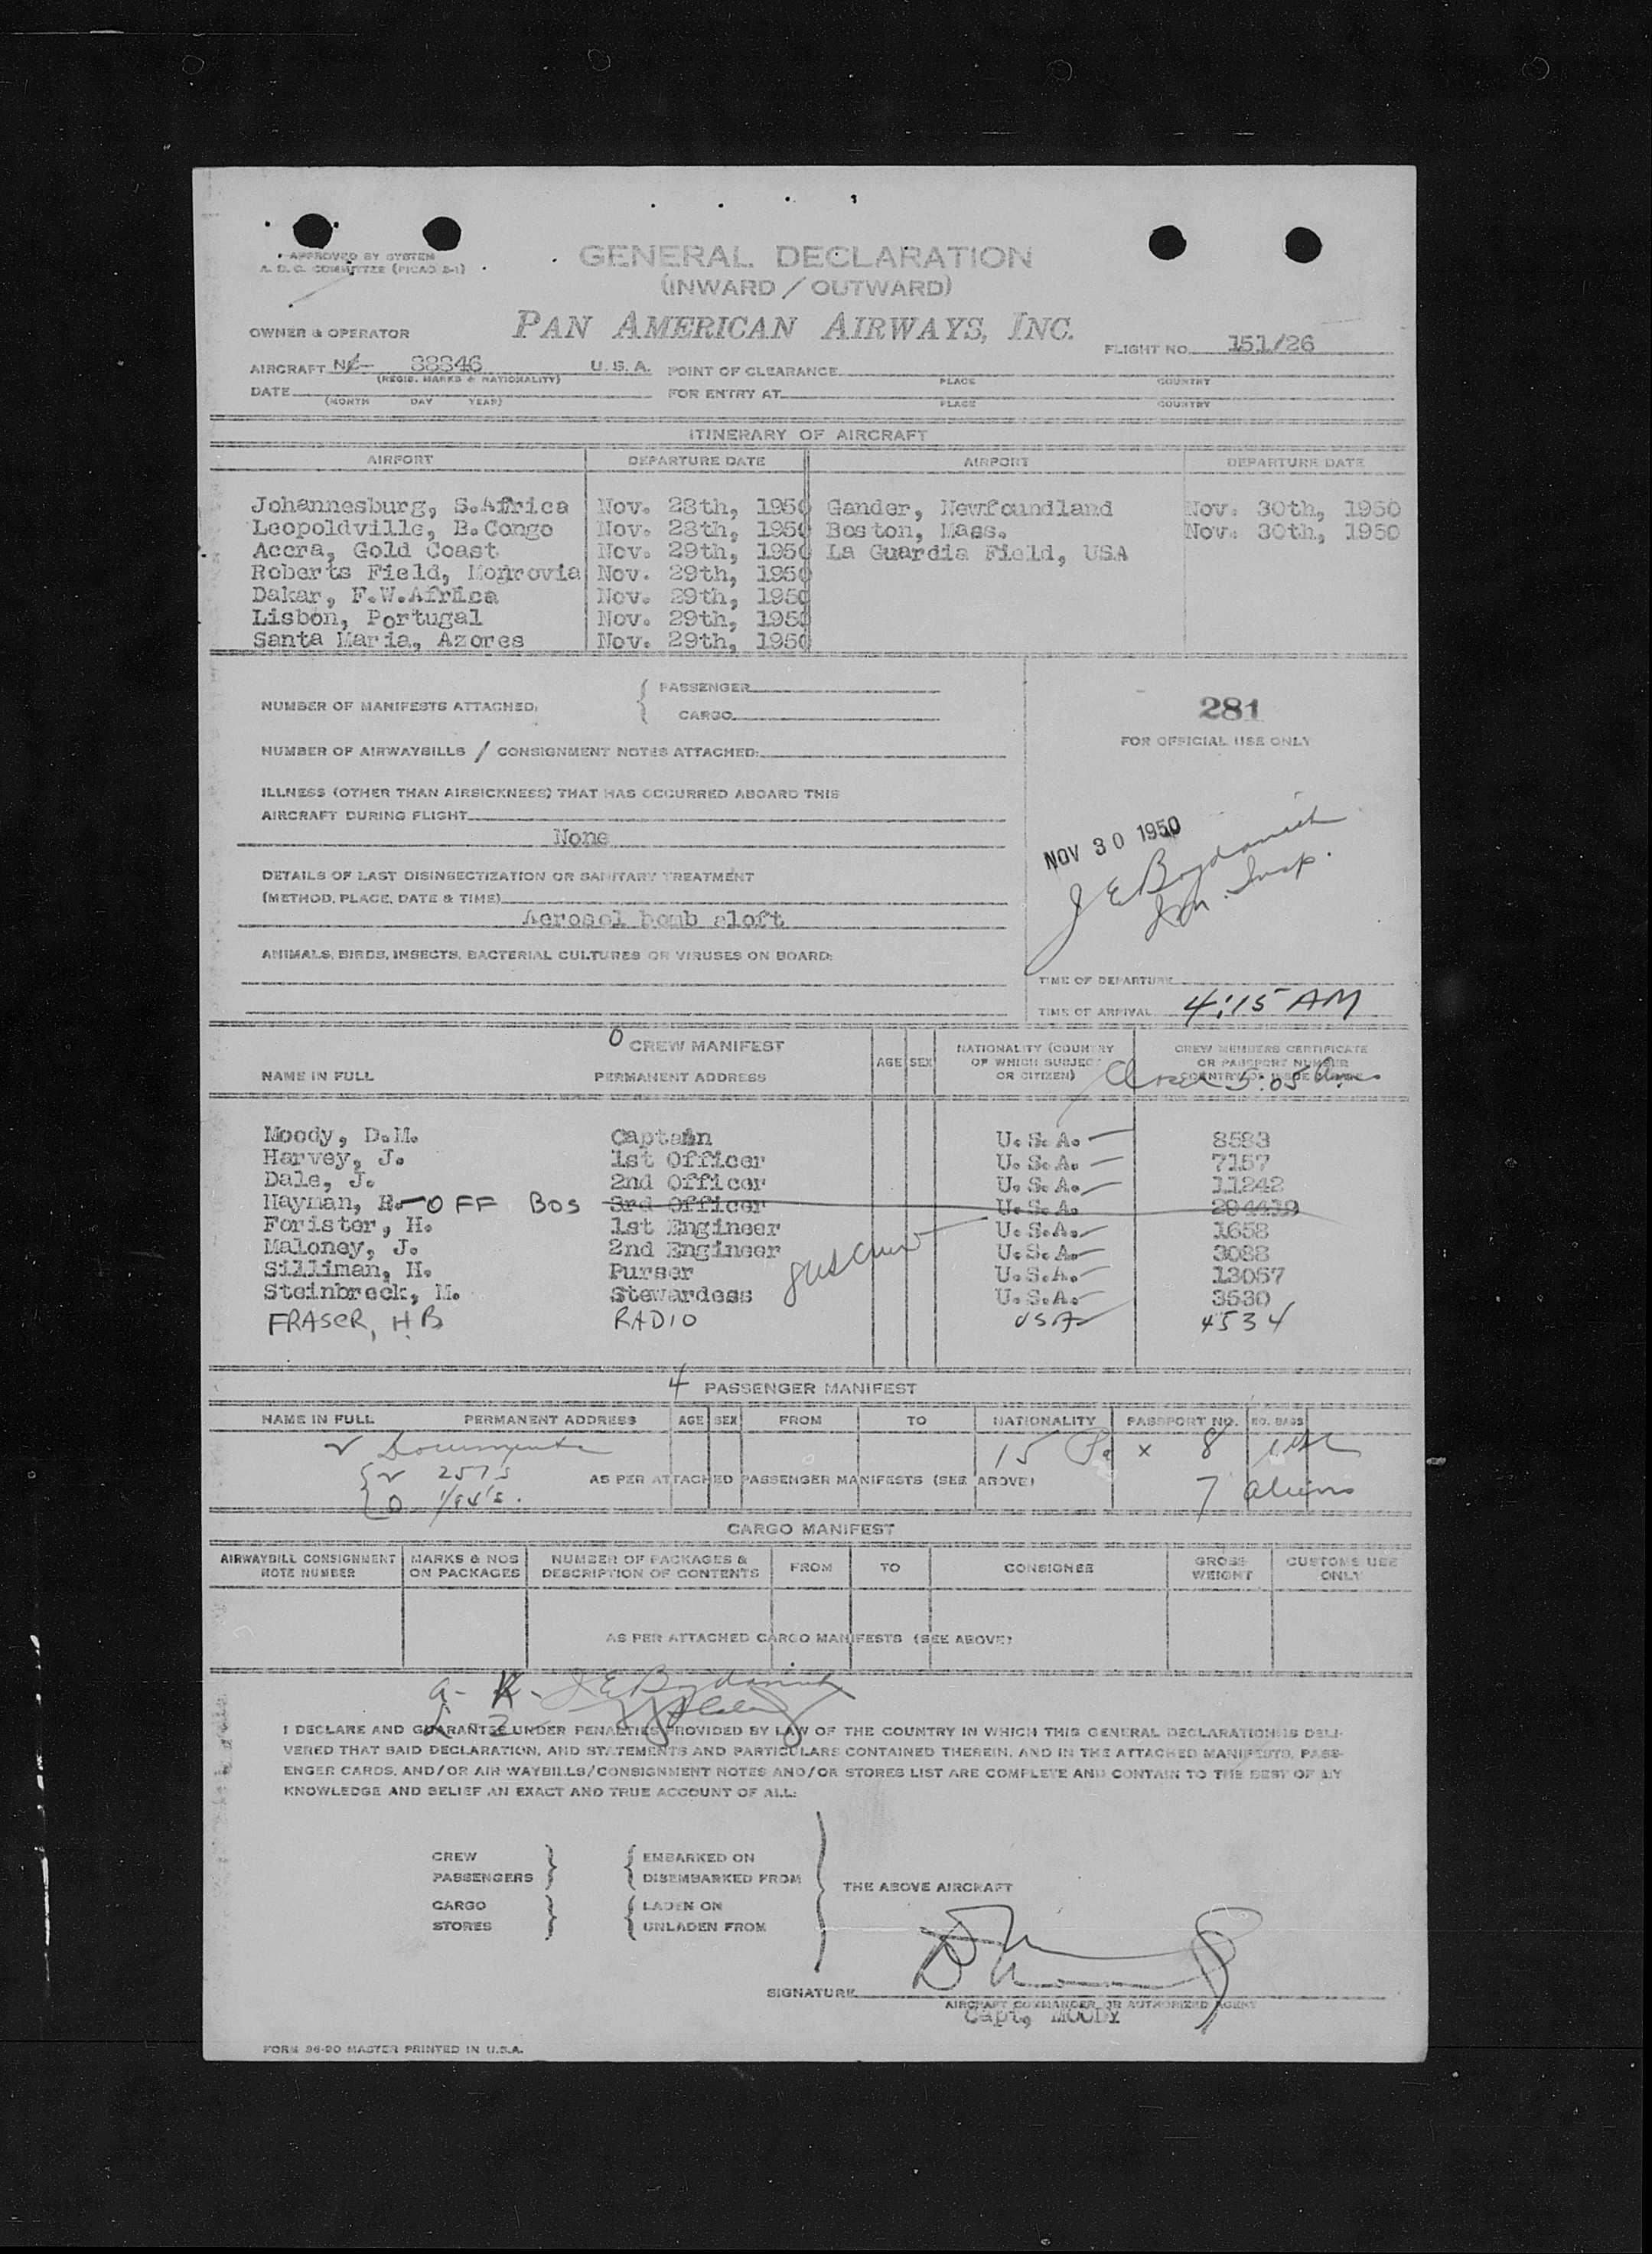 APPROVED BY SYSTEM
A. D. C. COMMITTEE (PICAO 2-1)
GENERAL DECLARATION
(INWARD / OUTWARD)
OWNER & OPERATOR PAN AMERICAN AIRWAYS, INC. FLIGHT NO. 151/26
AIRCRAFT 88846 U. S. A. POINT OF CLEARANCE
(REGIS. MARKS & NATIONALITY) PLACE COUNTRY
DATE FOR ENTRY AT
(MONTH DAY YEAR) PLACE COUNTRY
ITINERARY OF AIRCRAFT
AIRPORT DEPARTURE DATE AIRPORT DEPARTURE DATE
Johannesburg, S.Africa Nov. 28th, 1950 Gander, Newfoundland Nov. 30th, 1950
Leopoldville, B.Congo Nov. 28th, 1950 Boston, Mass. Nov. 30th, 1950
Accra, Gold Coast Nov. 29th, 1950 La Guardia Field, USA
Roberts Field, Monrovia Nov. 29th, 1950
Dakar, F.W.Africa Nov. 29th, 1950
Lisbon, Portugal Nov. 29th, 1950
Santa Maria, Azores Nov. 29th, 1950
NUMBER OF MANIFESTS ATTACHED: PASSENGER
CARGO
281
FOR OFFICIAL USE ONLY
NUMBER OF AIRWAYBILLS / CONSIGNMENT NOTES ATTACHED:
ILLNESS (OTHER THAN AIRSICKNESS) THAT HAS OCCURRED ABOARD THIS
AIRCRAFT DURING FLIGHT
None
NOV 30 1950
J E Bogdanich
Im. Insp.
DETAILS OF LAST DISINSECTIZATION OR SANITARY TREATMENT
(METHOD, PLACE, DATE & TIME)
Aerosol bomb aloft
ANIMALS, BIRDS, INSECTS, BACTERIAL CULTURES OR VIRUSES ON BOARD:
TIME OF DEPARTURE
TIME OF ARRIVAL 4:15 AM
0 CREW MANIFEST
NAME IN FULL PERMANENT ADDRESS AGE SEX NATIONALITY (COUNTRY OF WHICH SUBJECT OR CITIZEN) CREW MEMBERS CERTIFICATE OR PASSPORT NUMBER
Moody, D.M. Captain U.S.A. 8583
Harvey, J. 1st Officer U.S.A. 7157
Dale, J. 2nd Officer U.S.A. 11242
Hayman, R. OFF BOS 3rd Officer U.S.A. 294439
Forister, H. 1st Engineer U.S.A. 1658
Maloney, J. 2nd Engineer U.S.A. 3088
Silliman, H. Purser U.S.A. 13057
Steinbreck, M. Stewardess U.S.A. 3530
FRASER, H B RADIO USA 4534
4 PASSENGER MANIFEST
NAME IN FULL PERMANENT ADDRESS AGE SEX FROM TO NATIONALITY PASSPORT NO. NO. BAGS
Documents 15 x 8
257's AS PER ATTACHED PASSENGER MANIFESTS (SEE ABOVE) 7 aliens
0
CARGO MANIFEST
AIRWAYBILL CONSIGNMENT NOTE NUMBER MARKS & NOS ON PACKAGES NUMBER OF PACKAGES & DESCRIPTION OF CONTENTS FROM TO CONSIGNEE GROSS WEIGHT CUSTOMS USE ONLY
AS PER ATTACHED CARGO MANIFESTS (SEE ABOVE)
J E Bogdanich
I DECLARE AND GUARANTEE UNDER PENALTIES PROVIDED BY LAW OF THE COUNTRY IN WHICH THIS GENERAL DECLARATION IS DELI-
VERED THAT SAID DECLARATION, AND STATEMENTS AND PARTICULARS CONTAINED THEREIN, AND IN THE ATTACHED MANIFESTS, PASS-
ENGER CARDS, AND/OR AIR WAYBILLS/CONSIGNMENT NOTES AND/OR STORES LIST ARE COMPLETE AND CONTAIN TO THE BEST OF MY
KNOWLEDGE AND BELIEF AN EXACT AND TRUE ACCOUNT OF ALL:
CREW EMBARKED ON
PASSENGERS DISEMBARKED FROM THE ABOVE AIRCRAFT
CARGO LADEN ON
STORES UNLADEN FROM
SIGNATURE
AIRCRAFT COMMANDER OR AUTHORIZED AGENT
Capt, MOODY
FORM 96-90 MASTER PRINTED IN U.S.A.